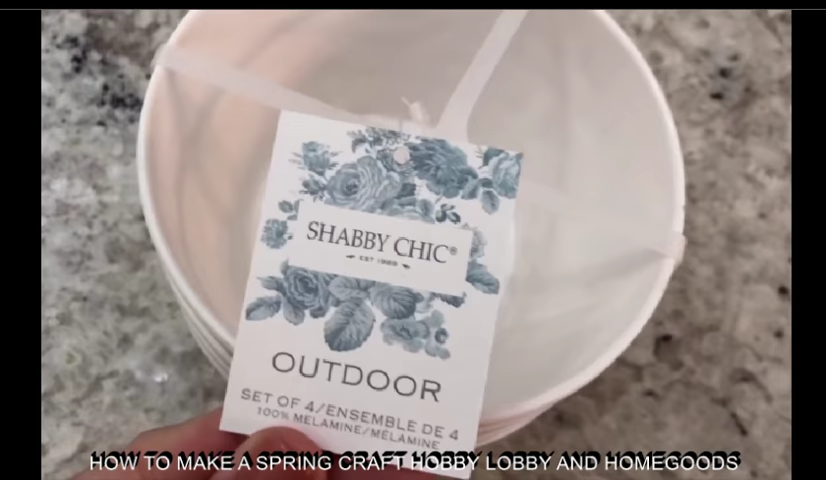 SHABBY CHIC®
EST 1989
OUTDOOR
SET OF 4/ENSEMBLE DE 4
100% MELAMINE/MÉLAMINE
HOW TO MAKE A SPRING CRAFT HOBBY LOBBY AND HOMEGOODS